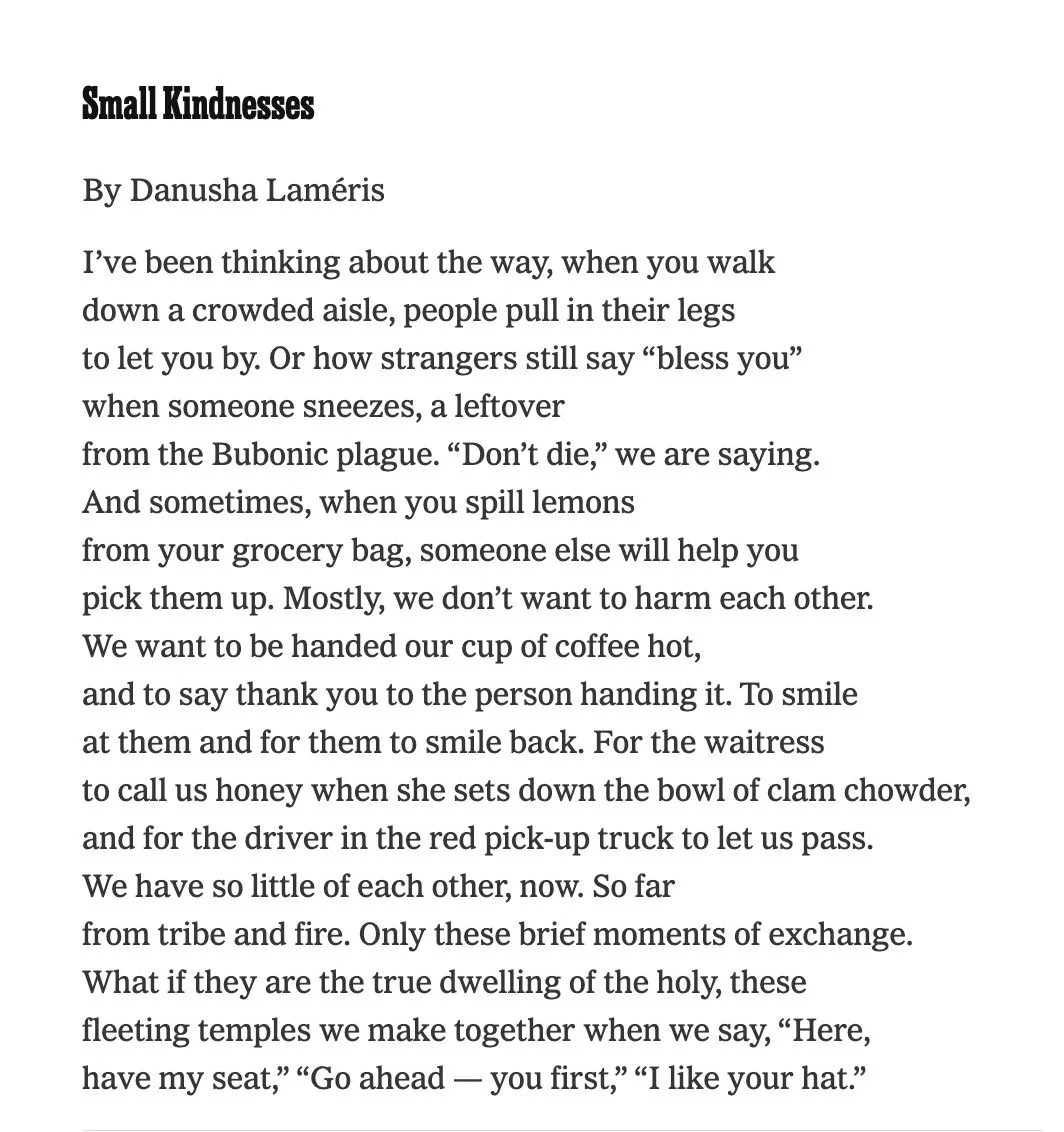 Small Kindnesses
By Danusha Laméris
I’ve been thinking about the way, when you walk
down a crowded aisle, people pull in their legs
to let you by. Or how strangers still say “bless you”
when someone sneezes, a leftover
from the Bubonic plague. “Don’t die,” we are saying.
And sometimes, when you spill lemons
from your grocery bag, someone else will help you
pick them up. Mostly, we don’t want to harm each other.
We want to be handed our cup of coffee hot,
and to say thank you to the person handing it. To smile
at them and for them to smile back. For the waitress
to call us honey when she sets down the bowl of clam chowder,
and for the driver in the red pick-up truck to let us pass.
We have so little of each other, now. So far
from tribe and fire. Only these brief moments of exchange.
What if they are the true dwelling of the holy, these
fleeting temples we make together when we say, “Here,
have my seat,” “Go ahead — you first,” “I like your hat.”